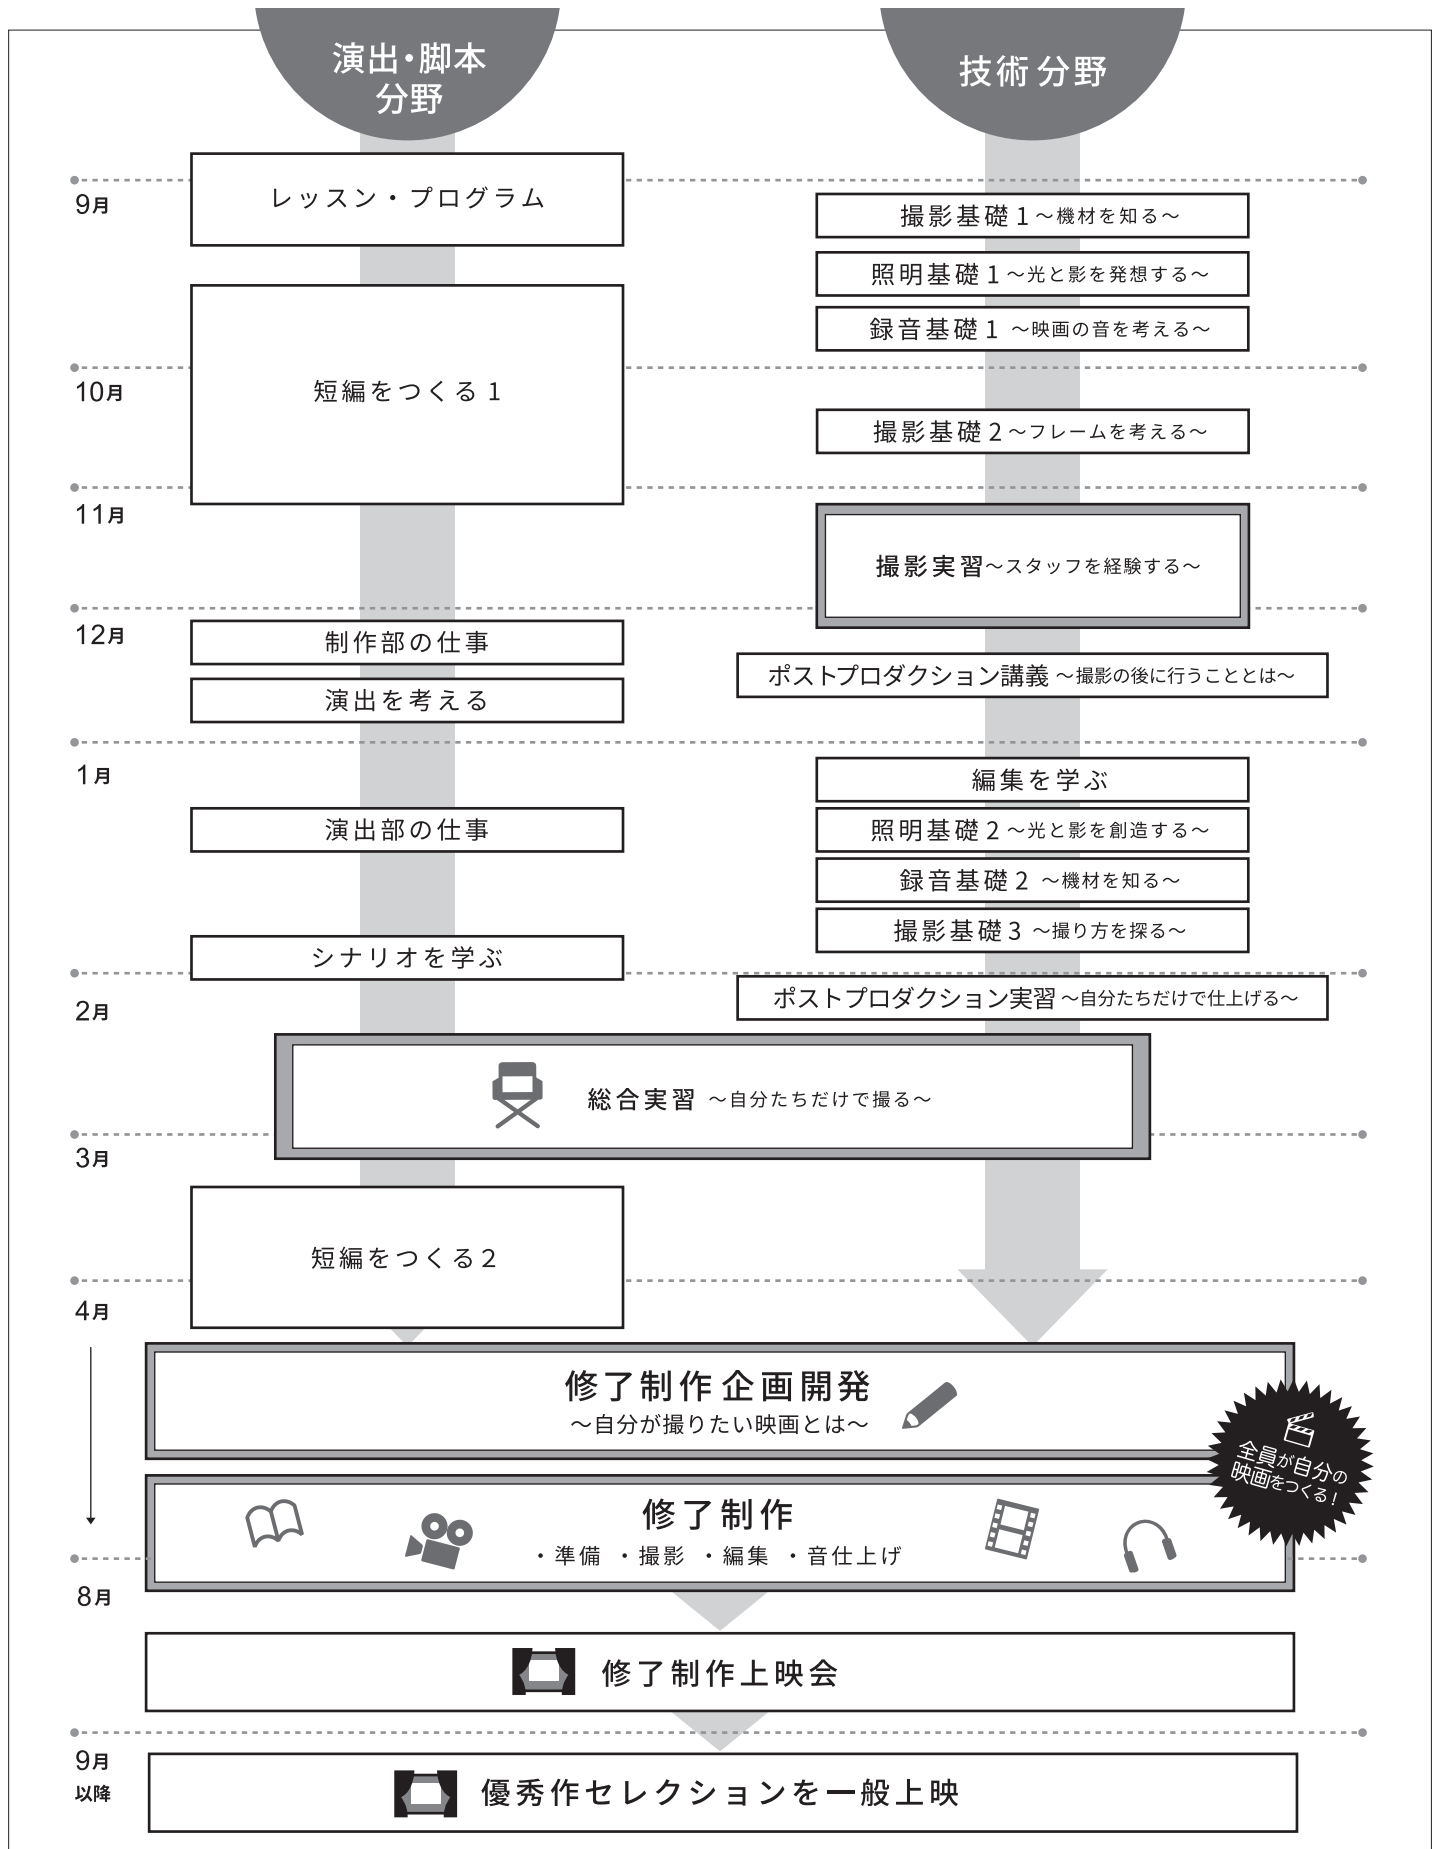 演出・脚本
分野
技術 分野
9月
レッスン・プログラム
撮影基礎1~機材を知る~
照明基礎1~光と影を発想する~
録音基礎1 ~映画の音を考える~
10月
短編をつくる 1
撮影基礎2~フレームを考える~
11月
撮影実習~スタッフを経験する~
12月
制作部の仕事
演出を考える
ポストプロダクション講義 ~撮影の後に行うこととは~
1月
編集を学ぶ
演出部の仕事
照明基礎2~光と影を創造する~
録音基礎2 ~機材を知る~
撮影基礎3 ~撮り方を探る~
シナリオを学ぶ
2月
ポストプロダクション実習 ~自分たちだけで仕上げる~
総合実習 ~自分たちだけで撮る~
3月
短編をつくる2
4月
修了制作 企画開発
~自分が撮りたい映画とは~
全員が自分の
映画をつくる!
修了制作
・準備 ・撮影 ・編集 ・音仕上げ
8月
修了制作上映会
9月
以降
優秀作セレクションを一般上映